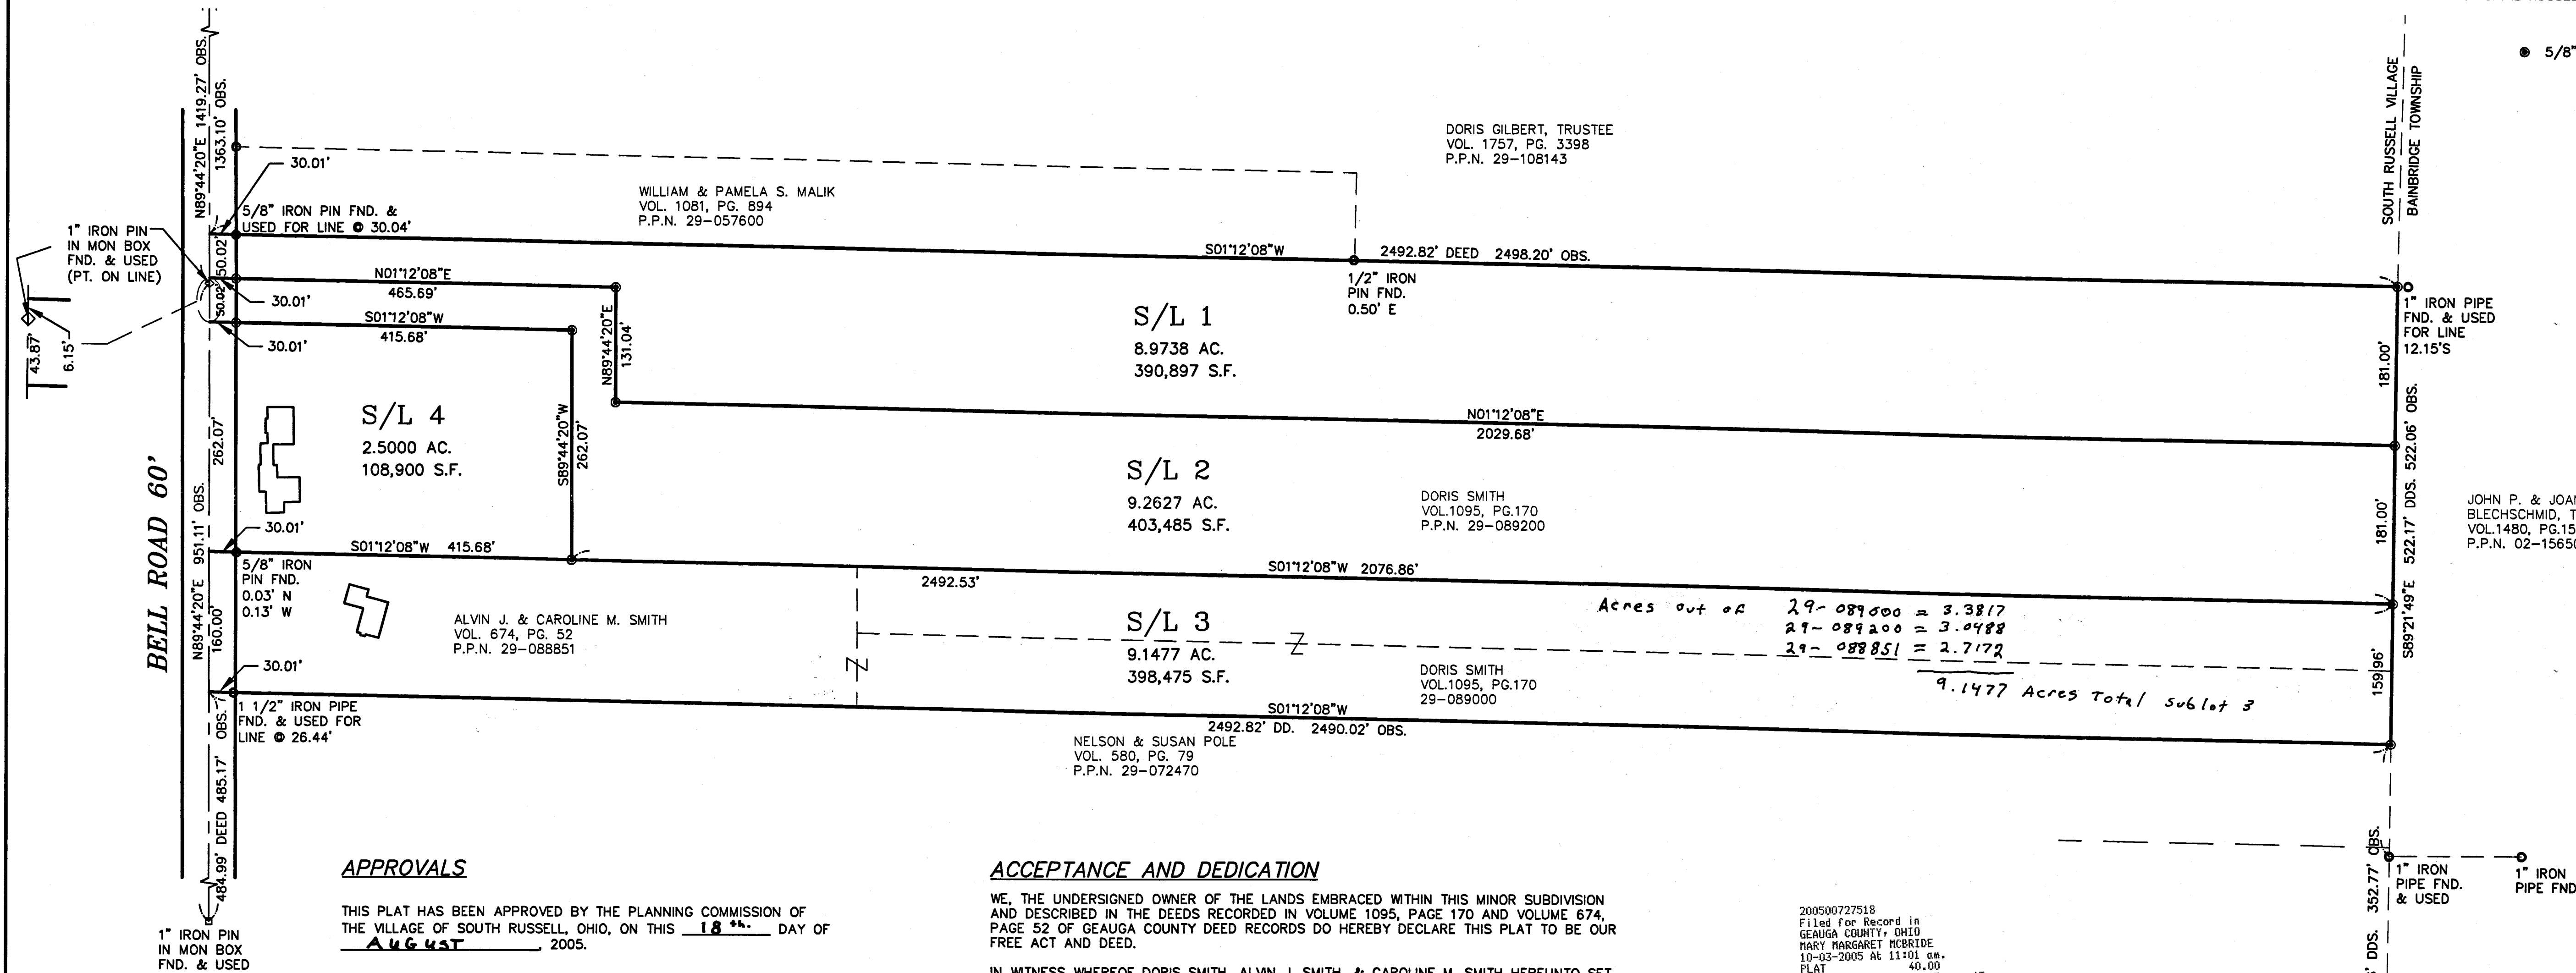 N89°44'20"E 1419.27' OBS.
1363.10' OBS.
30.01'
5/8" IRON PIN FND. &
USED FOR LINE @ 30.04'
1" IRON PIN
IN MON BOX
FND. & USED
(PT. ON LINE)
43.87'
6.15'
50.02'
50.02'
30.01'
30.01'
WILLIAM & PAMELA S. MALIK
VOL. 1081, PG. 894
P.P.N. 29-057600
DORIS GILBERT, TRUSTEE
VOL. 1757, PG. 3398
P.P.N. 29-108143
SOUTH RUSSELL VILLAGE
BAINBRIDGE TOWNSHIP
5/8"
S01°12'08"W
2492.82' DEED 2498.20' OBS.
1/2" IRON
PIN FND.
0.50' E
N01°12'08"E
465.69'
S01°12'08"W
415.68'
N89°44'20"E
131.04'
S/L 1
8.9738 AC.
390,897 S.F.
1" IRON PIPE
FND. & USED
FOR LINE
12.15'S
181.00'
N01°12'08"E
2029.68'
S/L 4
2.5000 AC.
108,900 S.F.
262.07'
S89°44'20"W
262.07'
S/L 2
9.2627 AC.
403,485 S.F.
DORIS SMITH
VOL.1095, PG.170
P.P.N. 29-089200
181.00'
S89°21'49"E 522.17' DDS. 522.06' OBS.
JOHN P. & JOAN
BLECHSCHMID, T
VOL.1480, PG.15
P.P.N. 02-15650
BELL ROAD 60'
N89°44'20"E 951.11' OBS.
160.00'
30.01'
S01°12'08"W 415.68'
5/8" IRON
PIN FND.
0.03' N
0.13' W
2492.53'
S01°12'08"W 2076.86'
ALVIN J. & CAROLINE M. SMITH
VOL. 674, PG. 52
P.P.N. 29-088851
S/L 3
9.1477 AC.
398,475 S.F.
Acres out of 29-089000 = 3.3817
29-089200 = 3.0488
29-088851 = 2.7172
9.1477 Acres Total Sublot 3
DORIS SMITH
VOL.1095, PG.170
29-089000
159.96'
30.01'
1 1/2" IRON PIPE
FND. & USED FOR
LINE @ 26.44'
S01°12'08"W
2492.82' DD. 2490.02' OBS.
NELSON & SUSAN POLE
VOL. 580, PG. 79
P.P.N. 29-072470
484.99' DEED 485.17' OBS.
1" IRON PIN
IN MON BOX
FND. & USED
APPROVALS
THIS PLAT HAS BEEN APPROVED BY THE PLANNING COMMISSION OF
THE VILLAGE OF SOUTH RUSSELL, OHIO, ON THIS 18th. DAY OF
AUGUST, 2005.
ACCEPTANCE AND DEDICATION
WE, THE UNDERSIGNED OWNER OF THE LANDS EMBRACED WITHIN THIS MINOR SUBDIVISION
AND DESCRIBED IN THE DEEDS RECORDED IN VOLUME 1095, PAGE 170 AND VOLUME 674,
PAGE 52 OF GEAUGA COUNTY DEED RECORDS DO HEREBY DECLARE THIS PLAT TO BE OUR
FREE ACT AND DEED.
IN WITNESS WHEREOF DORIS SMITH, ALVIN J. SMITH, & CAROLINE M. SMITH HEREUNTO SET
200500727518
Filed for Record in
GEAUGA COUNTY, OHIO
MARY MARGARET MCBRIDE
10-03-2005 At 11:01 am.
PLAT 40.00
DDS. 352.77' OBS.
1" IRON
PIPE FND.
& USED
1" IRON
PIPE FND